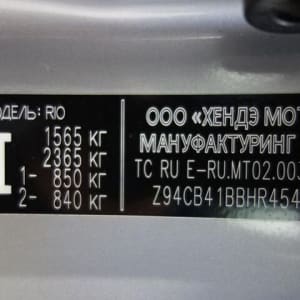 ОДЕЛЬ: RIO
1565 КГ
2365 КГ
1- 850 КГ
2- 840 КГ
ООО «ХЕНДЭ МОТ
МАНУФАКТУРИНГ
ТС RU E-RU.MT02.003
Z94CB41BBHR454